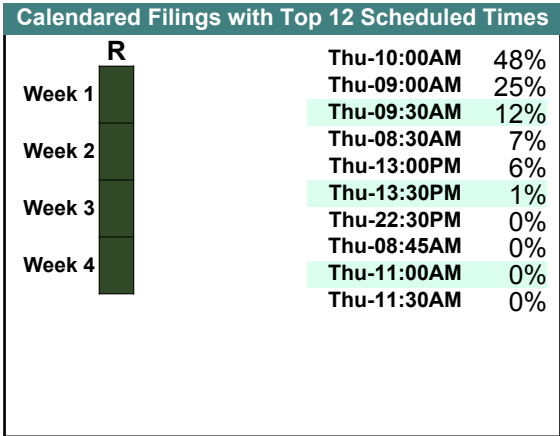 Calendared Filings with Top 12 Scheduled Times
R
Week 1
Week 2
Week 3
Week 4
Thu-10:00AM 48%
Thu-09:00AM 25%
Thu-09:30AM 12%
Thu-08:30AM 7%
Thu-13:00PM 6%
Thu-13:30PM 1%
Thu-22:30PM 0%
Thu-08:45AM 0%
Thu-11:00AM 0%
Thu-11:30AM 0%